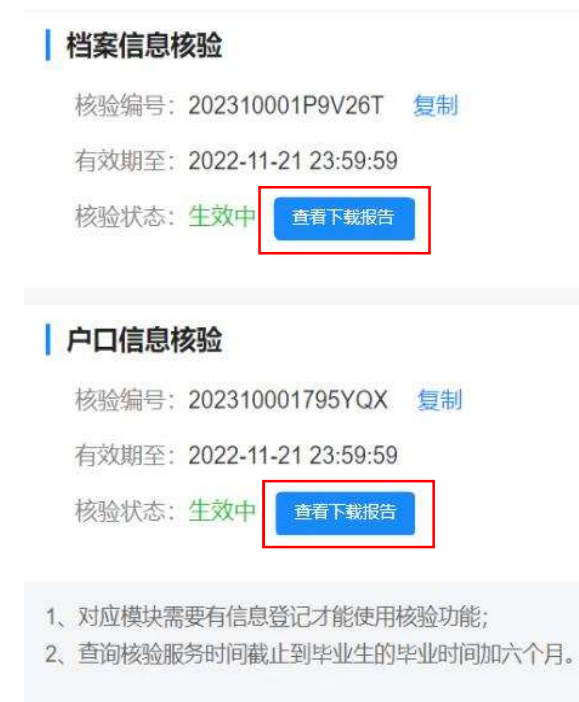 档案信息核验
核验编号：202310001P9V26T 复制
有效期至：2022-11-21 23:59:59
核验状态：生效中 查看下载报告
户口信息核验
核验编号：202310001795YQX 复制
有效期至：2022-11-21 23:59:59
核验状态：生效中 查看下载报告
1、对应模块需要有信息登记才能使用核验功能；
2、查询核验服务时间截止到毕业生的毕业时间加六个月。